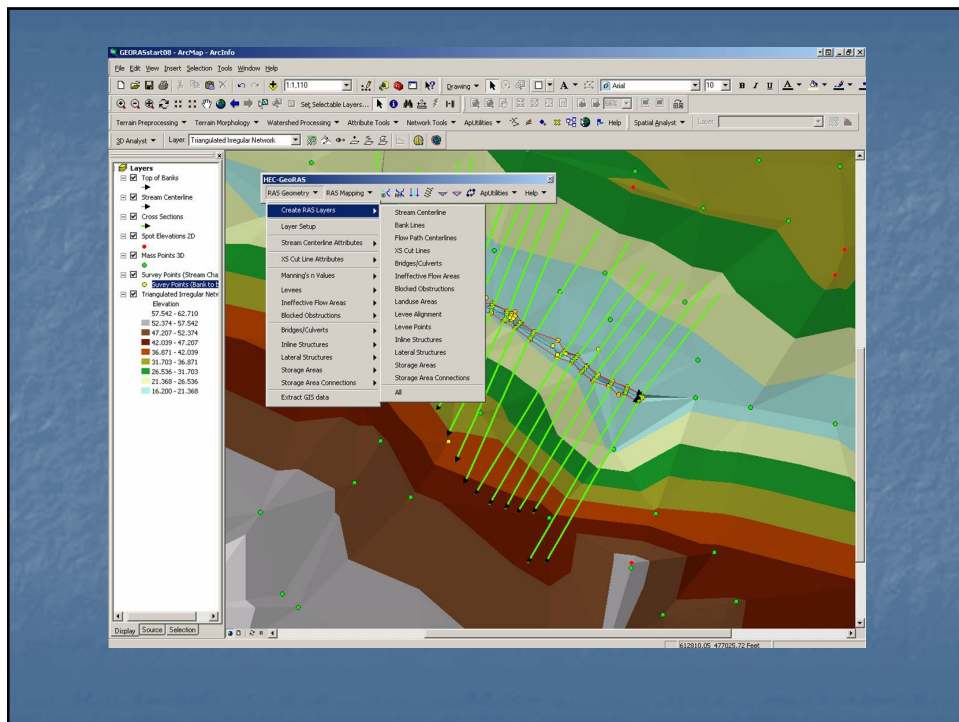 GEORASstart08 - ArcMap - ArcInfo
File Edit View Insert Selection Tools Window Help
1:1,110 Drawing A Arial 10 B I U A
Set Selectable Layers... 66%
Terrain Preprocessing Terrain Morphology Watershed Processing Attribute Tools Network Tools ApUtilities Help Spatial Analyst Layer:
3D Analyst Layer: Triangulated Irregular Network
Layers
Top of Banks
Stream Centerline
Cross Sections
Spot Elevations 2D
Mass Points 3D
Survey Points (Stream Cha
Suvey Points (Bank to b
Triangulated Irregular Netw
Elevation
57.542 - 62.710
52.374 - 57.542
47.207 - 52.374
42.039 - 47.207
36.871 - 42.039
31.703 - 36.871
26.536 - 31.703
21.368 - 26.536
16.200 - 21.368
Display Source Selection
HEC-GeoRAS
RAS Geometry RAS Mapping ApUtilities Help
Create RAS Layers
Layer Setup
Stream Centerline Attributes
XS Cut Line Attributes
Manning's n Values
Levees
Ineffective Flow Areas
Blocked Obstructions
Bridges/Culverts
Inline Structures
Lateral Structures
Storage Areas
Storage Area Connections
Extract GIS data
Stream Centerline
Bank Lines
Flow Path Centerlines
XS Cut Lines
Bridges/Culverts
Ineffective Flow Areas
Blocked Obstructions
Landuse Areas
Levee Alignment
Levee Points
Inline Structures
Lateral Structures
Storage Areas
Storage Area Connections
All
612810.05 477025.72 Feet